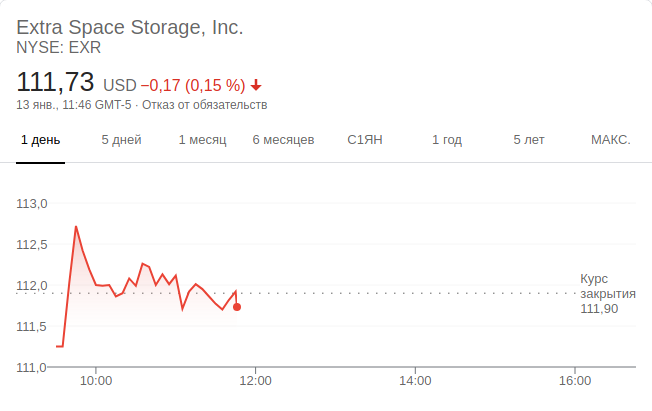 Extra Space Storage, Inc.
NYSE: EXR
111,73 USD −0,17 (0,15 %)
13 янв., 11:46 GMT-5 · Отказ от обязательств
1 день 5 дней 1 месяц 6 месяцев С1ЯН 1 год 5 лет МАКС.
113,0
112,5
112,0
111,5
111,0
Курс
закрытия
111,90
10:00 12:00 14:00 16:00